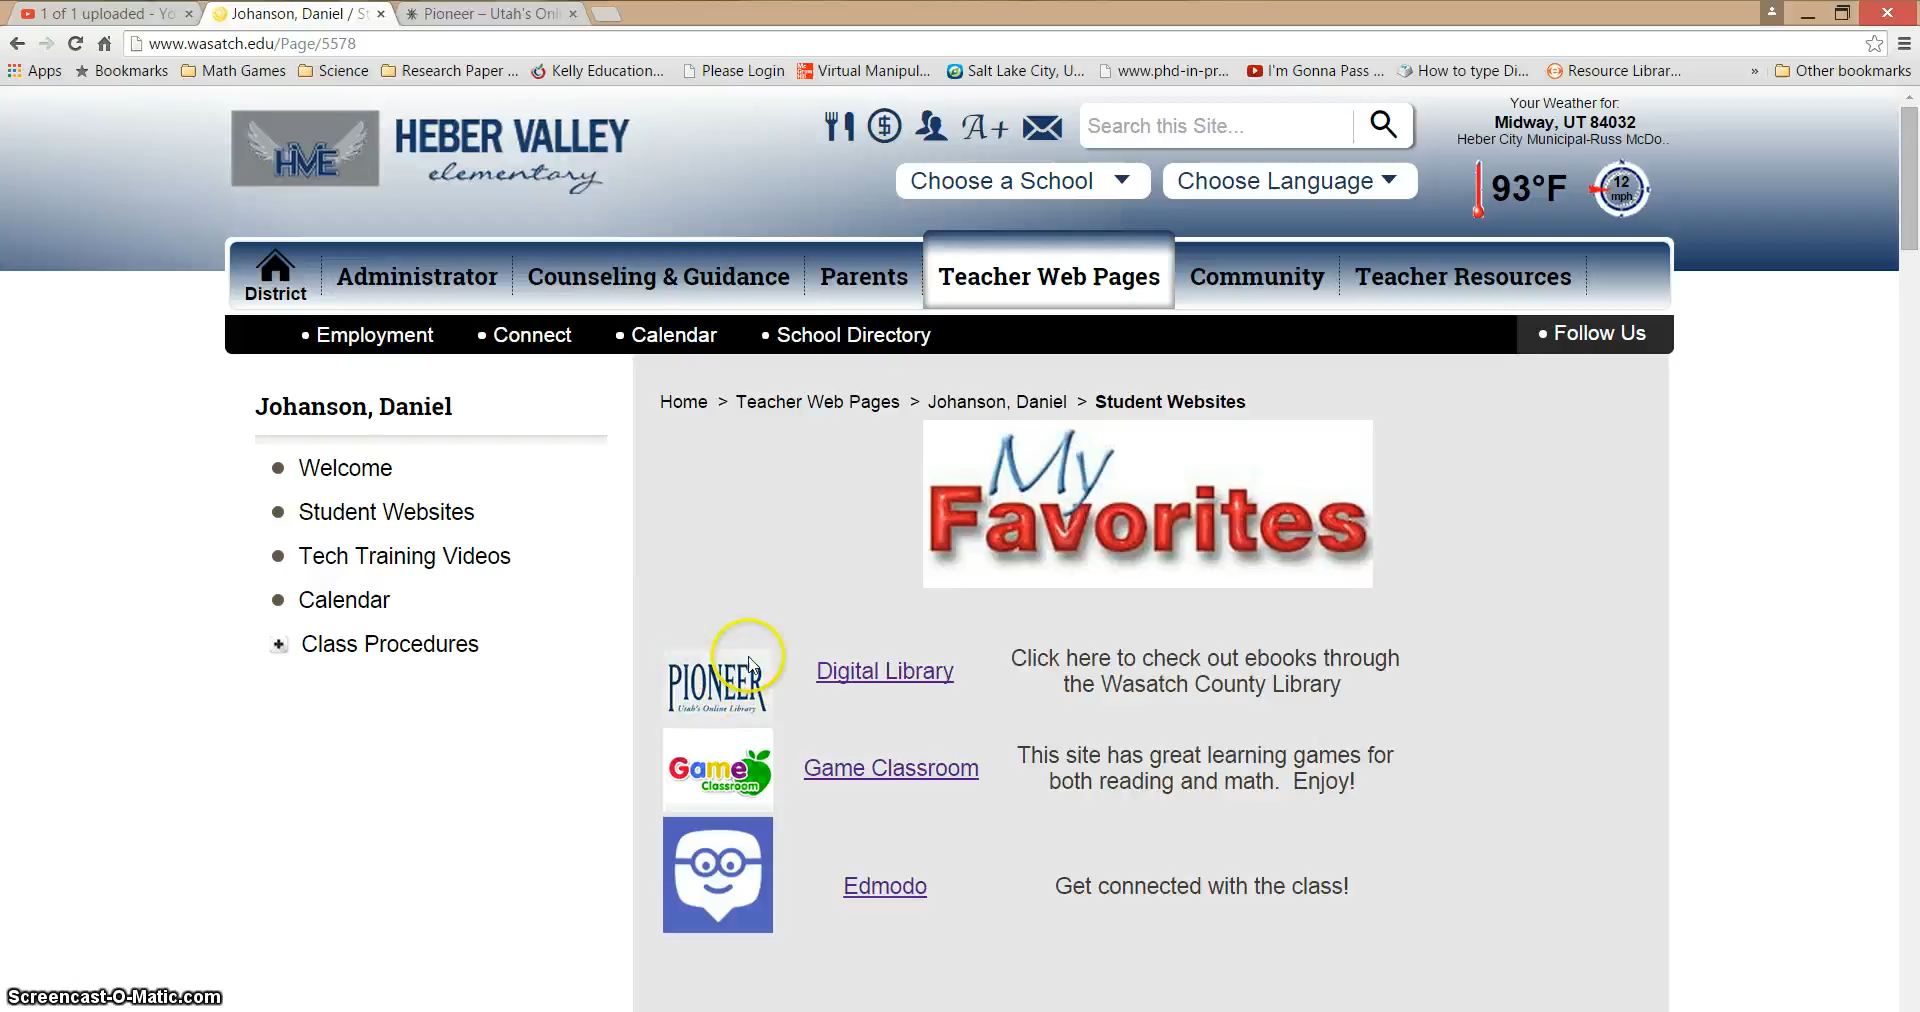 1 of 1 uploaded - Yo
Johanson, Daniel / St
Pioneer – Utah's Onl
www.wasatch.edu/Page/5578
Apps
Bookmarks
Math Games
Science
Research Paper ...
Kelly Education...
Please Login
Virtual Manipul...
Salt Lake City, U...
www.phd-in-pr...
I'm Gonna Pass ...
How to type Di...
Resource Librar...
»
Other bookmarks
HVE
HEBER VALLEY
elementary
A+
Search this Site...
Choose a School
Choose Language
Your Weather for:
Midway, UT 84032
Heber City Municipal-Russ McDo..
93°F
12
mph
District
Administrator
Counseling & Guidance
Parents
Teacher Web Pages
Community
Teacher Resources
• Employment
• Connect
• Calendar
• School Directory
• Follow Us
Johanson, Daniel
Welcome
Student Websites
Tech Training Videos
Calendar
Class Procedures
Home > Teacher Web Pages > Johanson, Daniel > Student Websites
My
Favorites
PIONEER
Utah's Online Library
Digital Library
Click here to check out ebooks through
the Wasatch County Library
Game
Classroom
Game Classroom
This site has great learning games for
both reading and math. Enjoy!
Edmodo
Get connected with the class!
Screencast-O-Matic.com